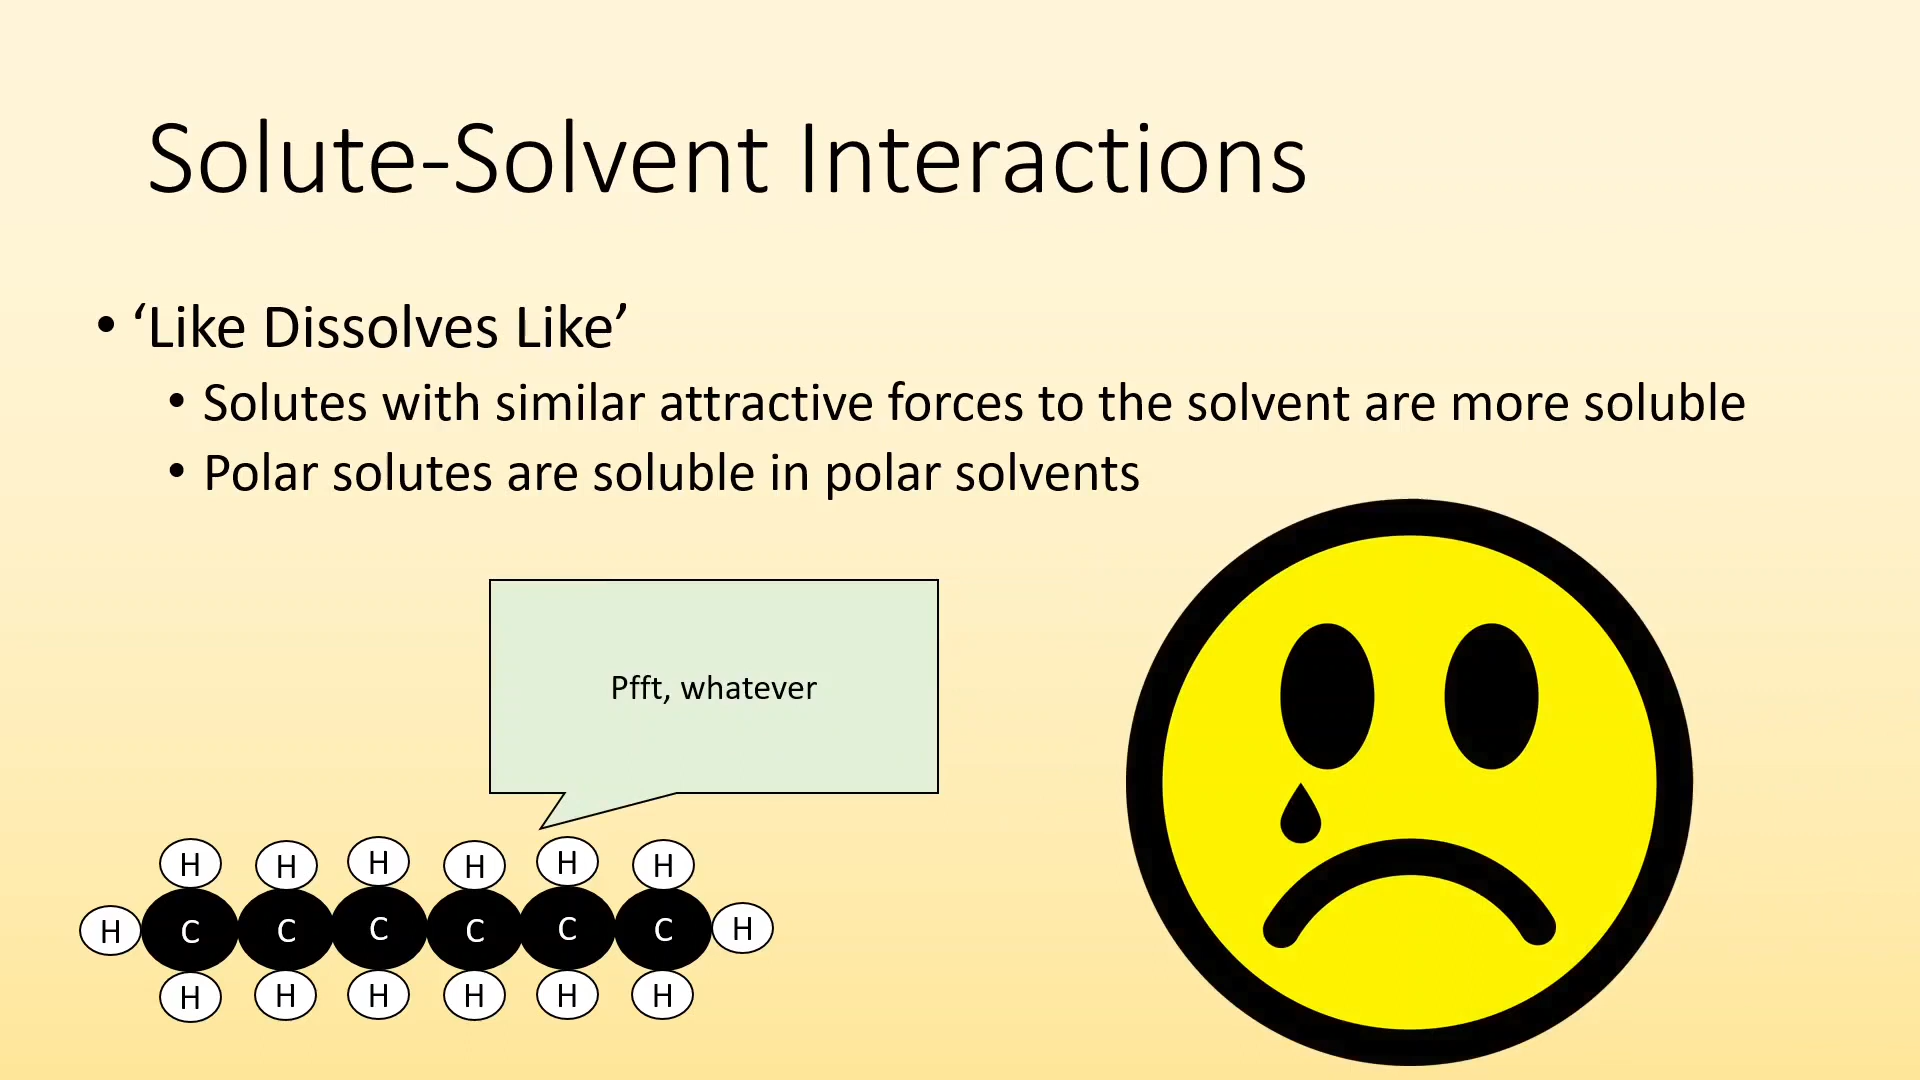 Solute-Solvent Interactions
• ‘Like Dissolves Like’
• Solutes with similar attractive forces to the solvent are more soluble
• Polar solutes are soluble in polar solvents
Pfft, whatever
H H H H H H
H C C C C C C H
H H H H H H